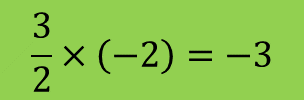 3/2 × (−2) = −3